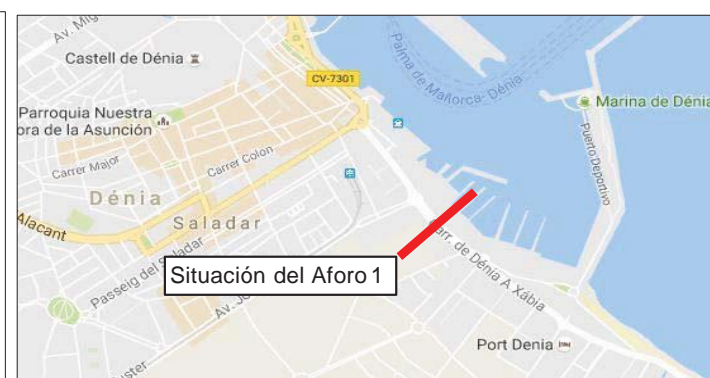 Av. Mig
Castell de Dénia
CV-7301
Palma de Mallorca-Dénia
Marina de Dénia
Parroquia Nuestra
ora de la Asunción
Puerto Deportivo
Carrer Major
Carrer Colon
Dénia
Saladar
Alacant
Passeig del Saladar
Carr. de Dénia A Xàbia
Situación del Aforo 1
Port Denia